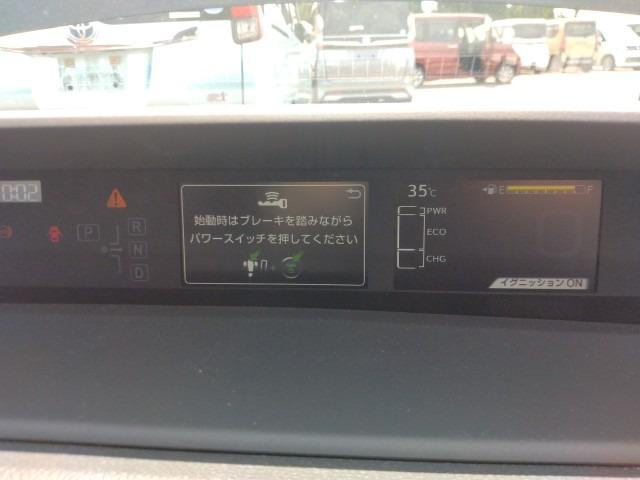 0:02
P
R
N
D
始動時はブレーキを踏みながら
パワースイッチを押してください
35℃
PWR
ECO
CHG
E F
イグニッションON